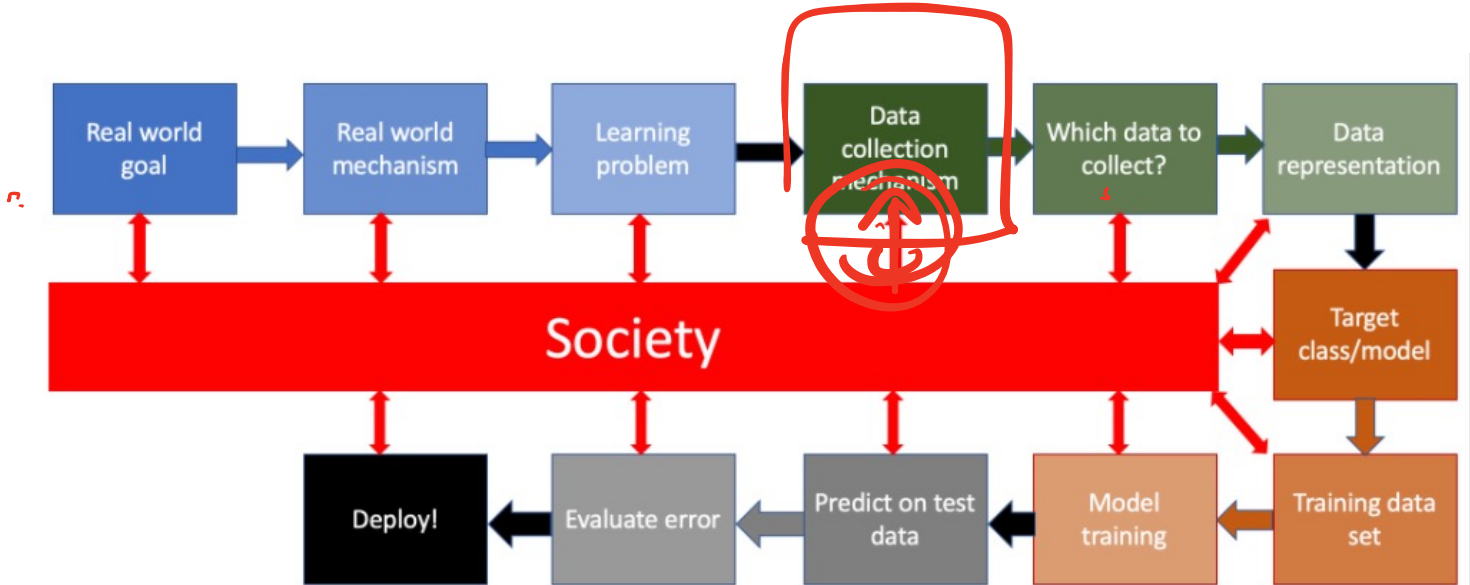 Real world
goal
Real world
mechanism
Learning
problem
Data
collection
mechanism
Which data to
collect?
Data
representation
Society
Target
class/model
Deploy!
Evaluate error
Predict on test
data
Model
training
Training data
set